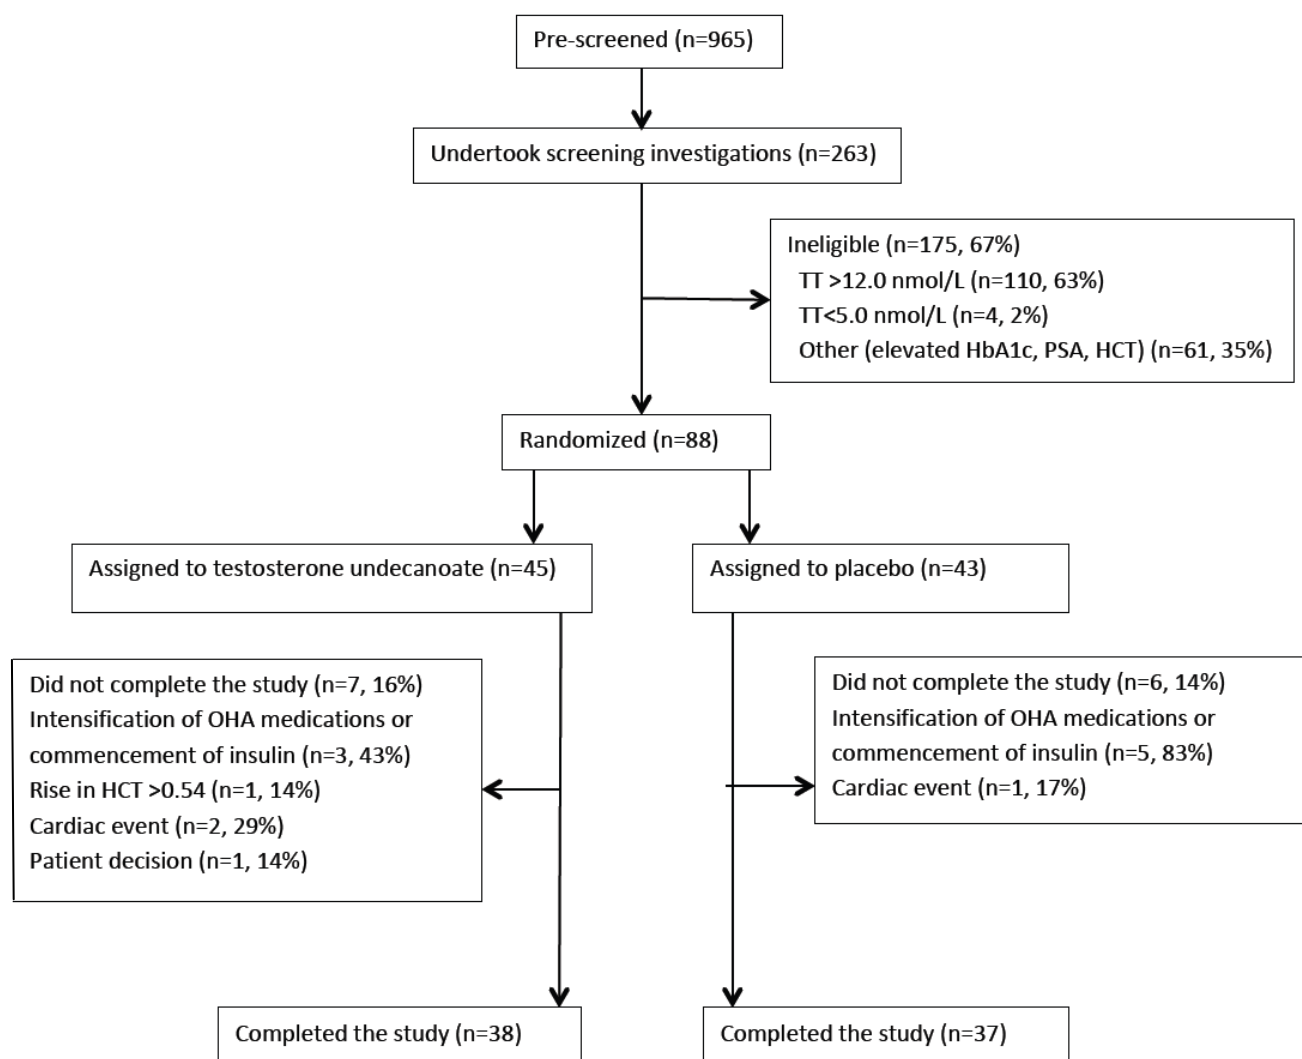 Pre-screened (n=965)
Undertook screening investigations (n=263)
Ineligible (n=175, 67%)
TT >12.0 nmol/L (n=110, 63%)
TT<5.0 nmol/L (n=4, 2%)
Other (elevated HbA1c, PSA, HCT) (n=61, 35%)
Randomized (n=88)
Assigned to testosterone undecanoate (n=45)
Assigned to placebo (n=43)
Did not complete the study (n=7, 16%)
Intensification of OHA medications or
commencement of insulin (n=3, 43%)
Rise in HCT >0.54 (n=1, 14%)
Cardiac event (n=2, 29%)
Patient decision (n=1, 14%)
Did not complete the study (n=6, 14%)
Intensification of OHA medications or
commencement of insulin (n=5, 83%)
Cardiac event (n=1, 17%)
Completed the study (n=38)
Completed the study (n=37)